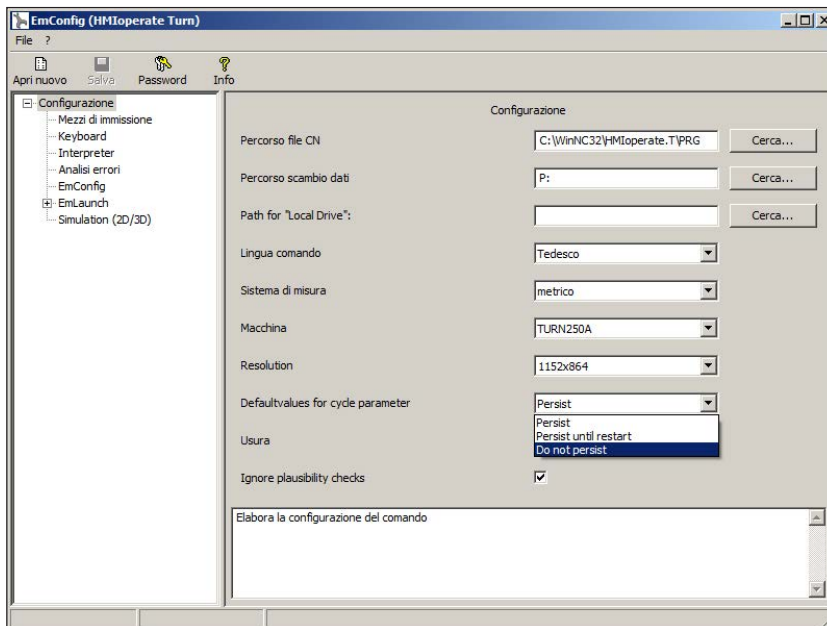 EmConfig (HMIoperate Turn)
File ?
Apri nuovo Salva Password Info
Configurazione
Mezzi di immissione
Keyboard
Interpreter
Analisi errori
EmConfig
EmLaunch
Simulation (2D/3D)
Configurazione
Percorso file CN C:\WinNC32\HMIoperate.T\PRG Cerca...
Percorso scambio dati P: Cerca...
Path for "Local Drive": Cerca...
Lingua comando Tedesco
Sistema di misura metrico
Macchina TURN250A
Resolution 1152x864
Defaultvalues for cycle parameter Persist
Persist
Persist until restart
Do not persist
Usura
Ignore plausibility checks
Elabora la configurazione del comando